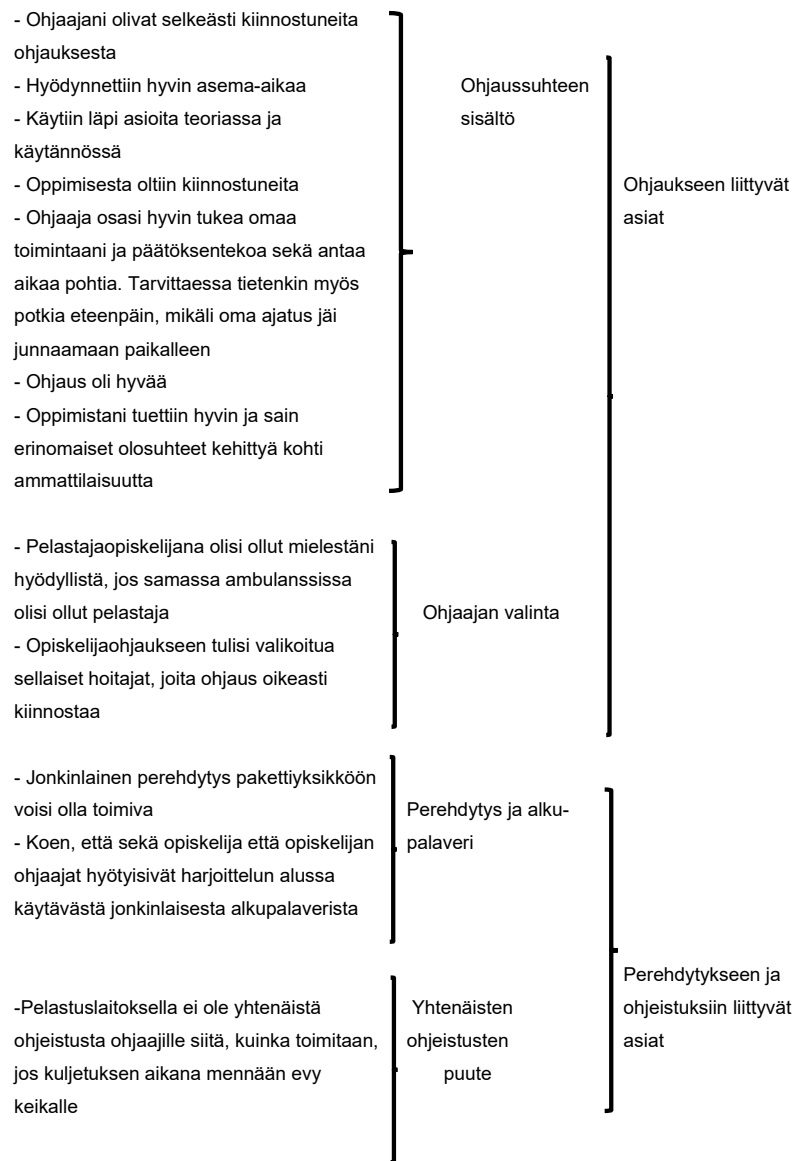 - Ohjaajani olivat selkeästi kiinnostuneita
ohjauksesta
- Hyödynnettiin hyvin asema-aikaa
- Käytiin läpi asioita teoriassa ja
käytännössä
- Oppimisesta oltiin kiinnostuneita
- Ohjaaja osasi hyvin tukea omaa
toimintaani ja päätöksentekoa sekä antaa
aikaa pohtia. Tarvittaessa tietenkin myös
potkia eteenpäin, mikäli oma ajatus jäi
junnaamaan paikalleen
- Ohjaus oli hyvää
- Oppimistani tuettiin hyvin ja sain
erinomaiset olosuhteet kehittyä kohti
ammattilaisuutta
Ohjaussuhteen
sisältö
- Pelastajaopiskelijana olisi ollut mielestäni
hyödyllistä, jos samassa ambulanssissa
olisi ollut pelastaja
- Opiskelijaohjaukseen tulisi valikoitua
sellaiset hoitajat, joita ohjaus oikeasti
kiinnostaa
Ohjaajan valinta
Ohjaukseen liittyvät
asiat
- Jonkinlainen perehdytys pakettiyksikköön
voisi olla toimiva
- Koen, että sekä opiskelija että opiskelijan
ohjaajat hyötyisivät harjoittelun alussa
käytävästä jonkinlaisesta alkupalaverista
Perehdytys ja alku-
palaveri
-Pelastuslaitoksella ei ole yhtenäistä
ohjeistusta ohjaajille siitä, kuinka toimitaan,
jos kuljetuksen aikana mennään evy
keikalle
Yhtenäisten
ohjeistusten
puute
Perehdytykseen ja
ohjeistuksiin liittyvät
asiat